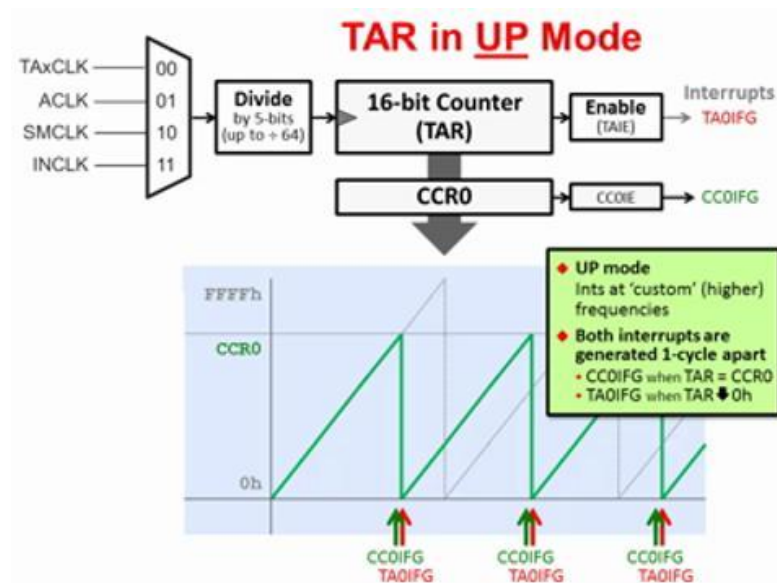 TAR in UP Mode
TAxCLK
00
ACLK
01
SMCLK
10
INCLK
11
Divide
by 5-bits
(up to ÷ 64)
16-bit Counter
(TAR)
Enable
(TAIE)
Interrupts
TA0IFG
CCR0
CC0IE
CC0IFG
FFFFh
CCR0
0h
UP mode
Ints at ‘custom’ (higher)
frequencies
Both interrupts are
generated 1-cycle apart
CC0IFG when TAR = CCR0
TA0IFG when TAR 0h
CC0IFG
TA0IFG
CC0IFG
TA0IFG
CC0IFG
TA0IFG